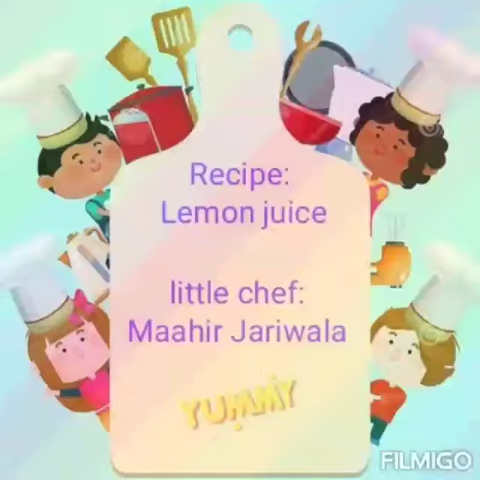 Recipe:
Lemon juice
little chef:
Maahir Jariwala
YUMMY
FILMIGO